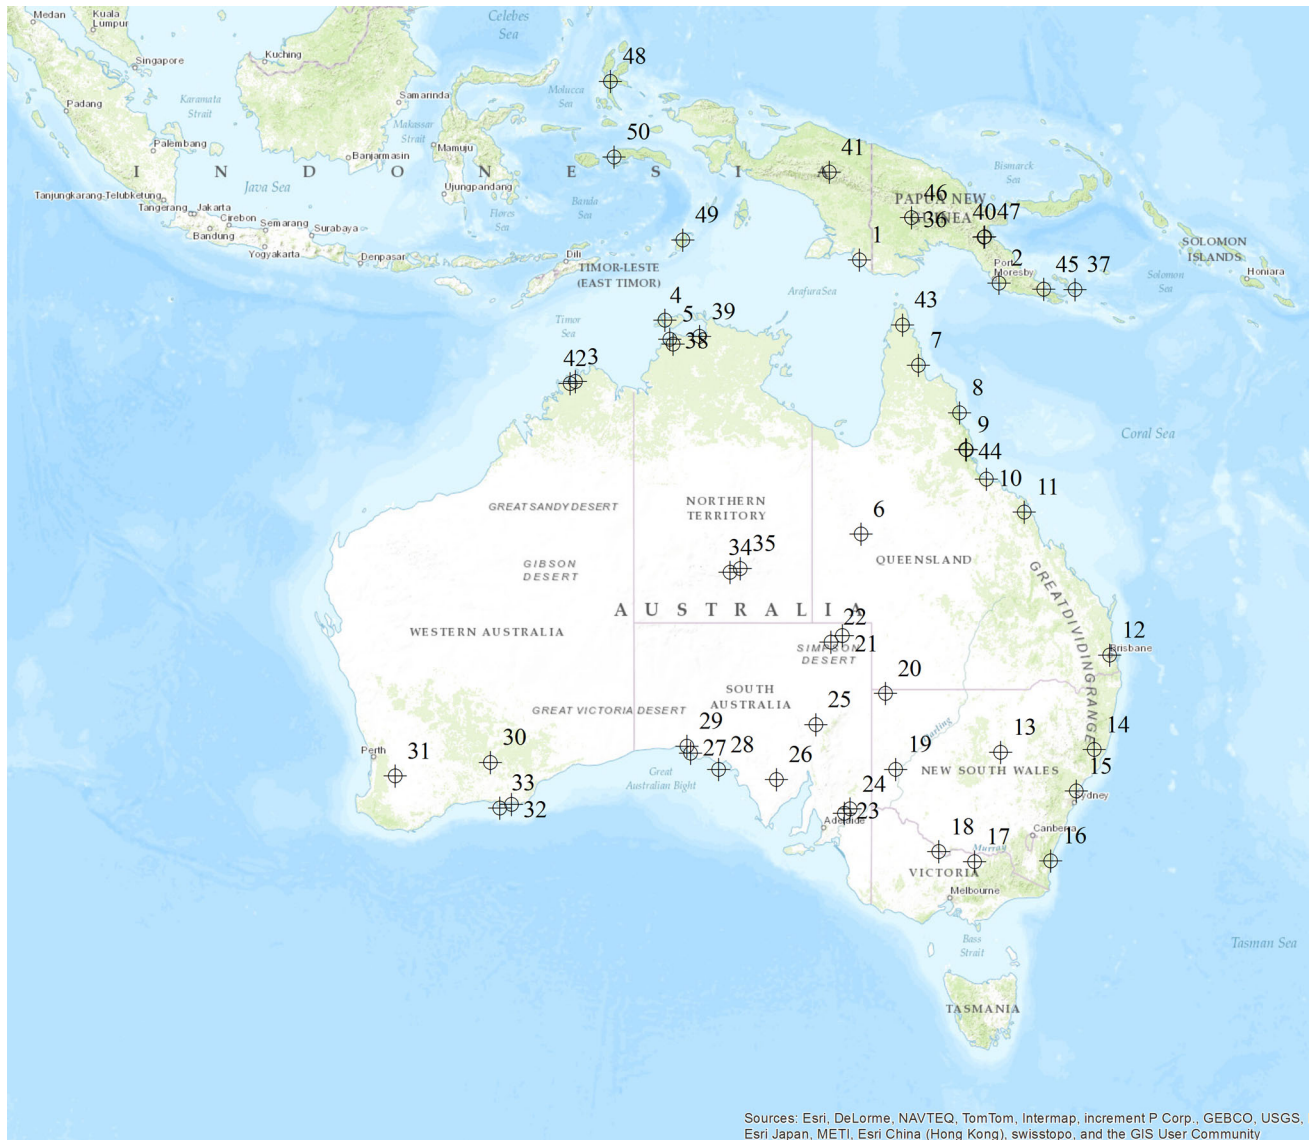 Medan
Kuala
Lumpur
Celebes
Sea
Singapore
Kuching
48
Molucca
Sea
Samarinda
Karamata
Strait
Padang
Makassar
Strait
Palembang
Banjarmasin
Mamuju
50
41
Bismarck
Sea
I N D O N E S I A
Java Sea
Ujungpandang
Tanjungkarang-Telubketung
Tangerang
Jakarta
Cirebon
Bandung
Semarang
Surabaya
Yogyakarta
Denpasar
Flores
Sea
Banda
Sea
46
PAPUA NEW
GUINEA
36
4047
49
1
Dili
TIMOR-LESTE
(EAST TIMOR)
Port
Moresby
2
45
37
Solomon
Sea
SOLOMON
ISLANDS
Honiara
Arafura Sea
4
5
39
38
43
Timor
Sea
423
7
8
9
44
Coral Sea
10
11
GREAT SANDY DESERT
NORTHERN
TERRITORY
6
QUEENSLAND
GIBSON
DESERT
3435
GREAT DIVIDING RANGE
A U S T R A L I A
WESTERN AUSTRALIA
22
21
SIMPSON
DESERT
12
Brisbane
20
SOUTH
AUSTRALIA
GREAT VICTORIA DESERT
25
Darling
29
27
28
13
14
Perth
31
30
26
19
NEW SOUTH WALES
Great
Australian Bight
15
Sydney
33
32
24
23
Adelaide
Canberra
18
17
16
Murray
VICTORIA
Melbourne
Bass
Strait
Tasman Sea
TASMANIA
Sources: Esri, DeLorme, NAVTEQ, TomTom, Intermap, increment P Corp., GEBCO, USGS,
Esri Japan, METI, Esri China (Hong Kong), swisstopo, and the GIS User Community